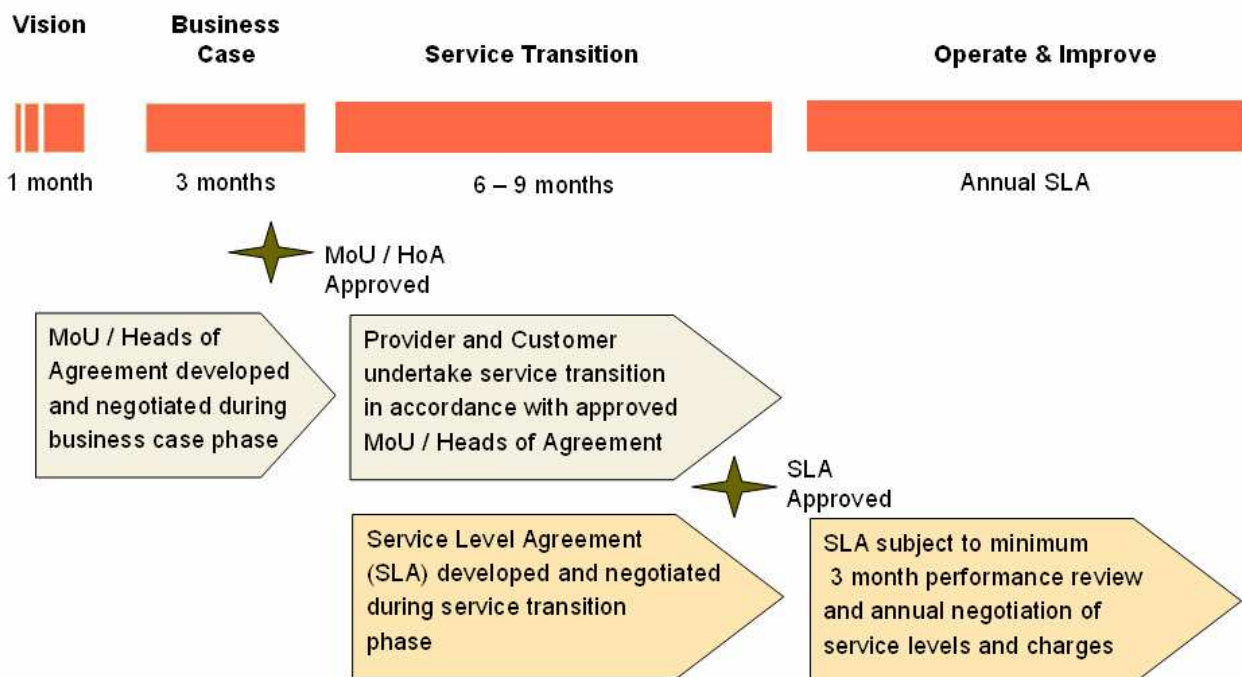 Vision
Business
Case
Service Transition
Operate & Improve
1 month
3 months
6 – 9 months
Annual SLA
MoU / HoA
Approved
MoU / Heads of
Agreement developed
and negotiated during
business case phase
Provider and Customer
undertake service transition
in accordance with approved
MoU / Heads of Agreement
SLA
Approved
Service Level Agreement
(SLA) developed and negotiated
during service transition
phase
SLA subject to minimum
3 month performance review
and annual negotiation of
service levels and charges